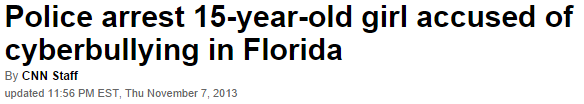 Police arrest 15-year-old girl accused of
cyberbullying in Florida
By CNN Staff
updated 11:56 PM EST, Thu November 7, 2013